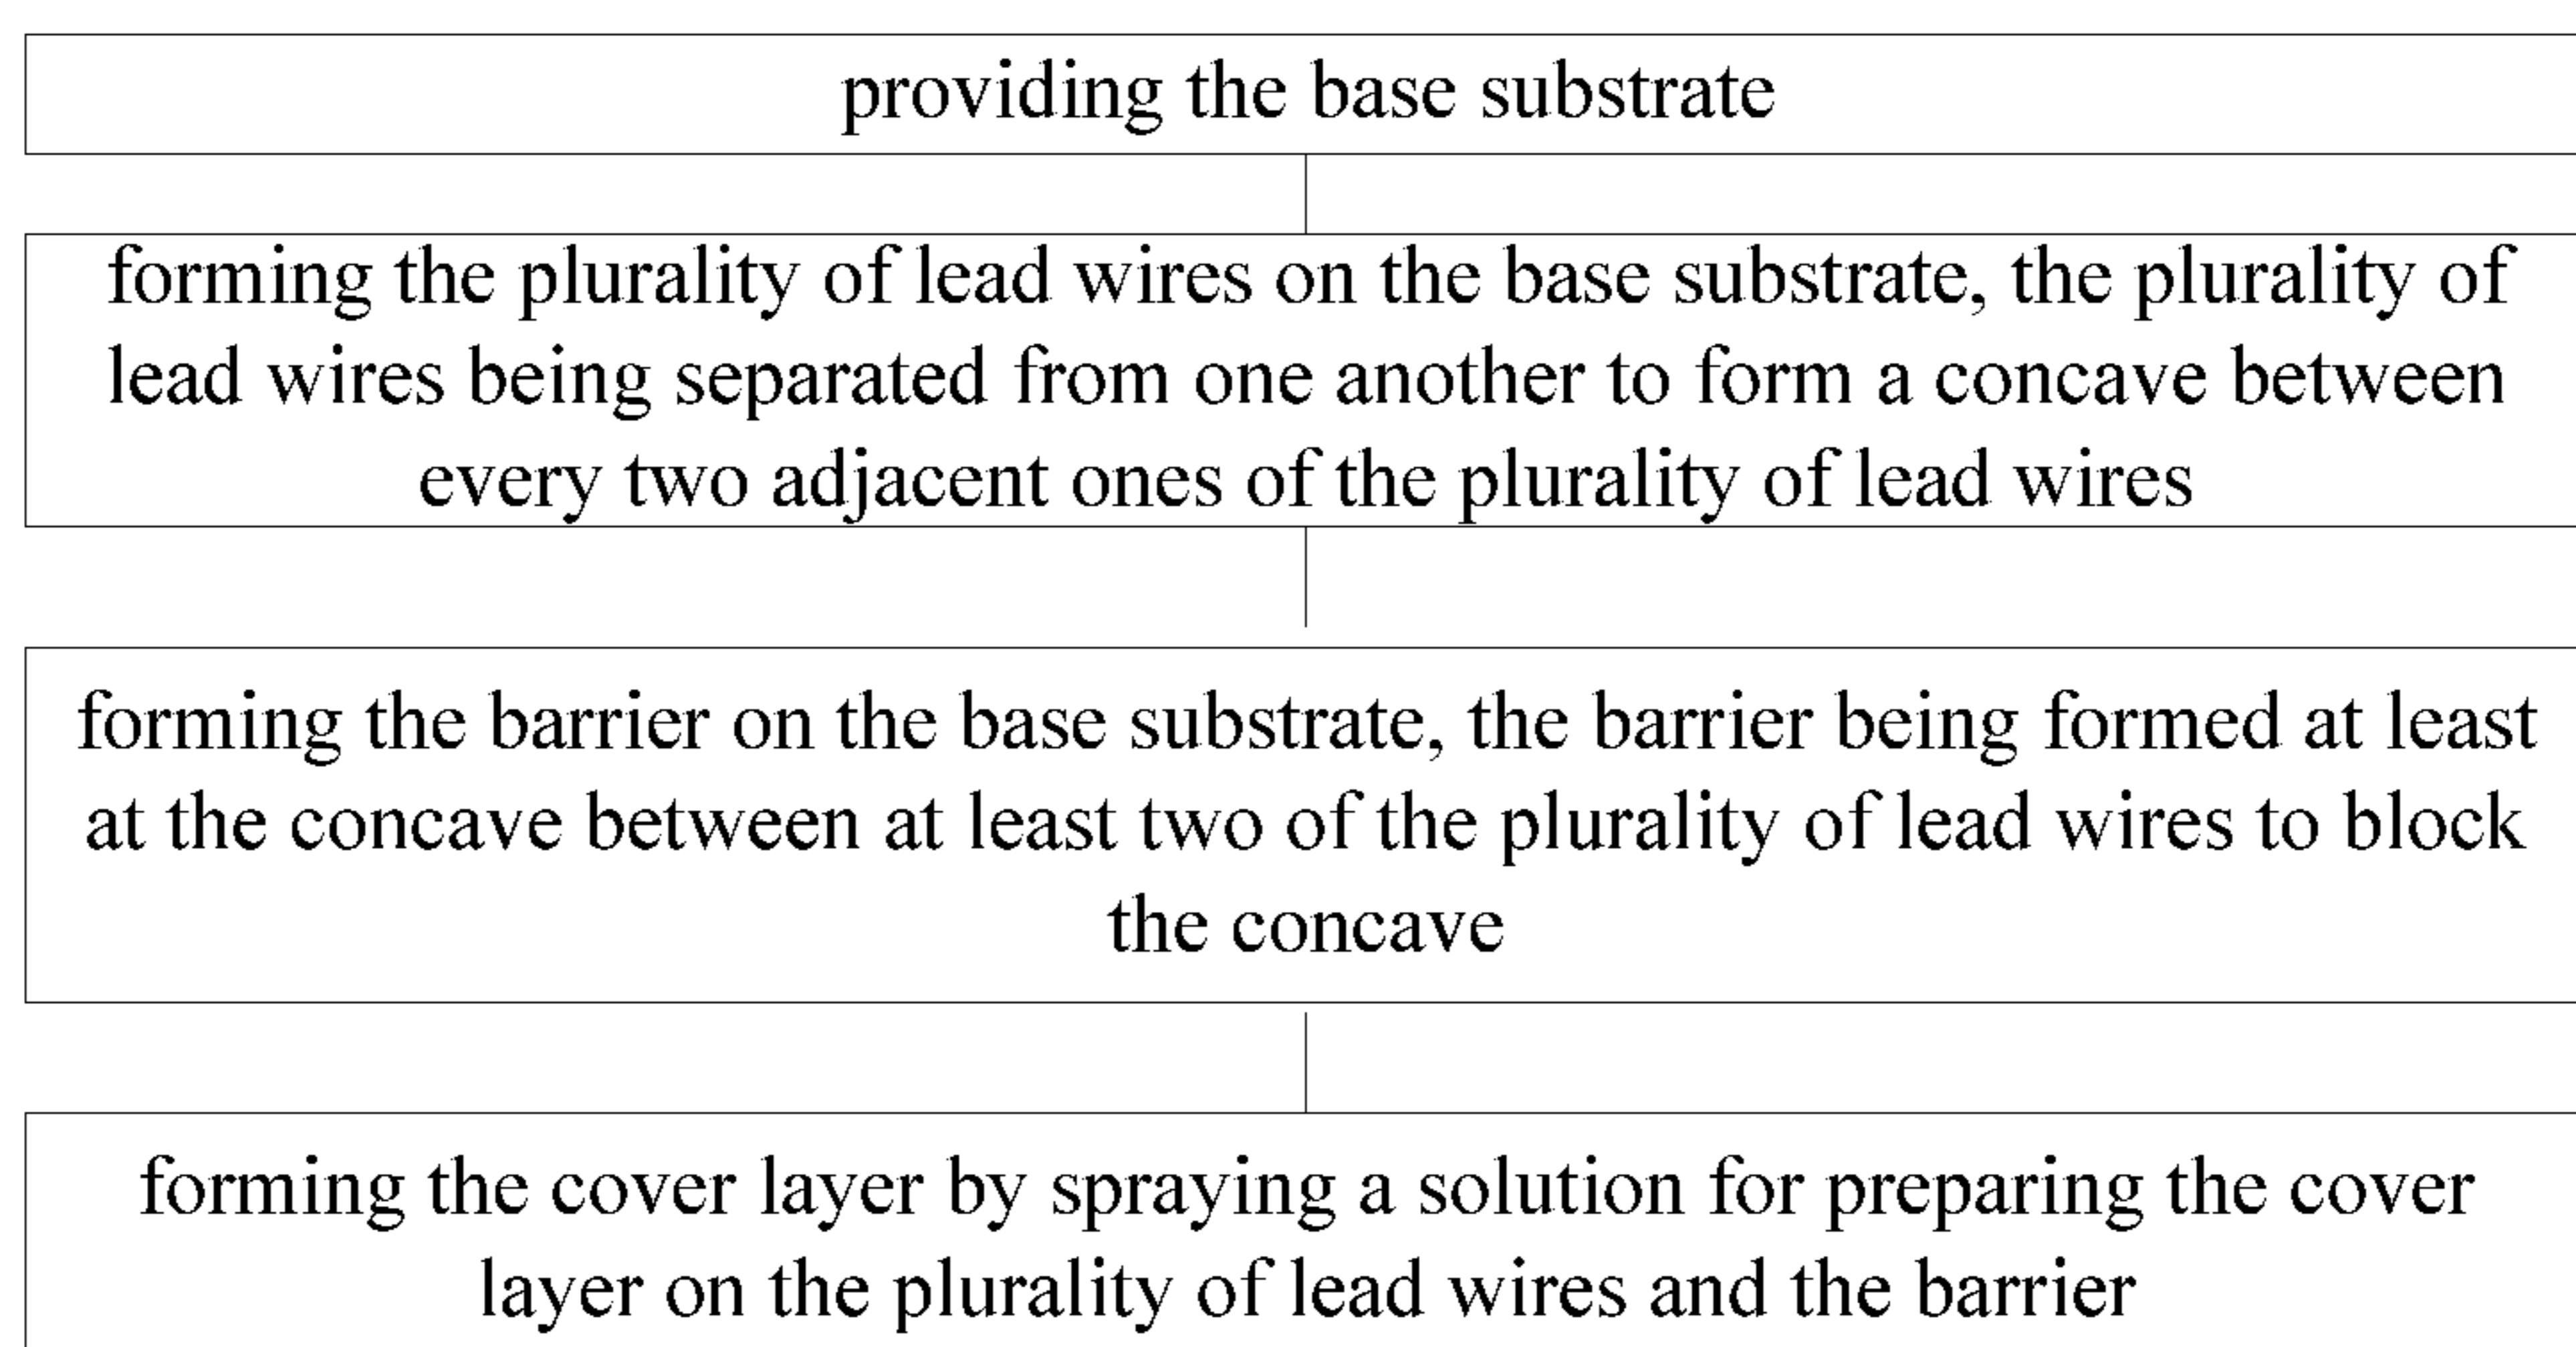 providing the base substrate
forming the plurality of lead wires on the base substrate, the plurality of
lead wires being separated from one another to form a concave between
every two adjacent ones of the plurality of lead wires
forming the barrier on the base substrate, the barrier being formed at least
at the concave between at least two of the plurality of lead wires to block
the concave
forming the cover layer by spraying a solution for preparing the cover
layer on the plurality of lead wires and the barrier